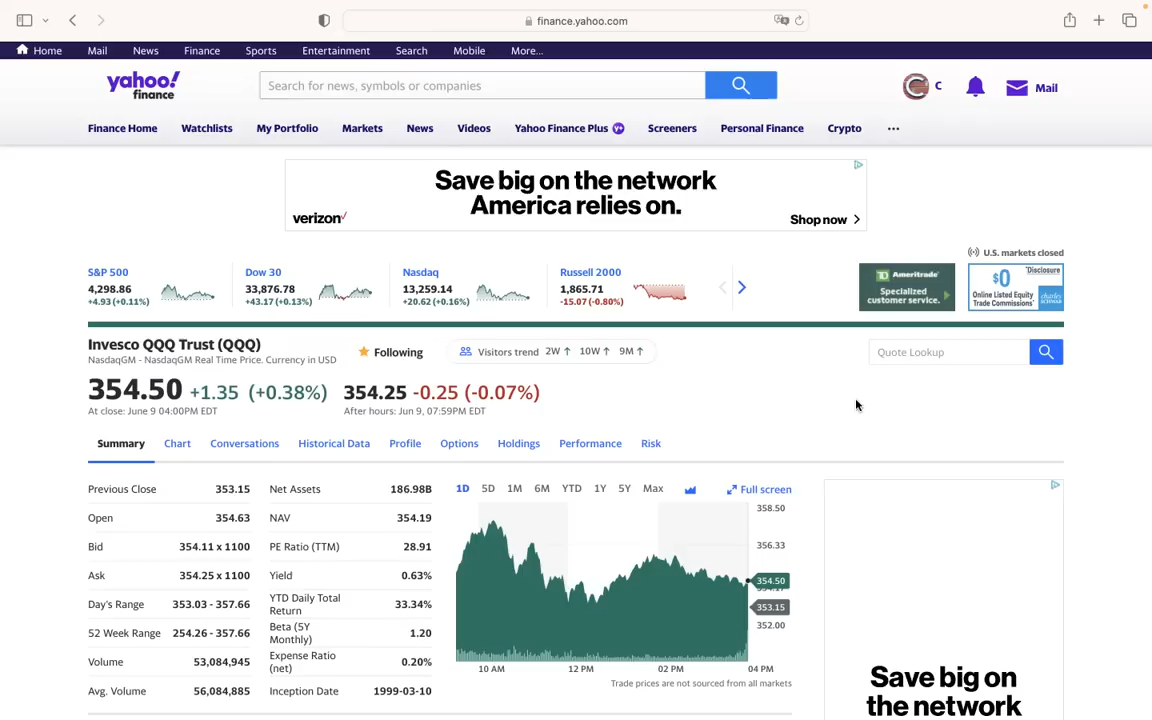 finance.yahoo.com
Home Mail News Finance Sports Entertainment Search Mobile More...
yahoo!
finance
Search for news, symbols or companies
C
Mail
Finance Home Watchlists My Portfolio Markets News Videos Yahoo Finance Plus Y+ Screeners Personal Finance Crypto ...
Save big on the network
America relies on.
verizon✓
Shop now >
U.S. markets closed
S&P 500 Dow 30 Nasdaq Russell 2000
4,298.86 33,876.78 13,259.14 1,865.71
+4.93 (+0.11%) +43.17 (+0.13%) +20.62 (+0.16%) -15.07 (-0.80%)
TD Ameritrade
Specialized
customer service.
Disclosure
$0
Online Listed Equity
Trade Commissions
charles
SCHWAB
Invesco QQQ Trust (QQQ)
NasdaqGM - NasdaqGM Real Time Price. Currency in USD
Following
Visitors trend 2W ↑ 10W ↑ 9M ↑
Quote Lookup
354.50 +1.35 (+0.38%) 354.25 -0.25 (-0.07%)
At close: June 9 04:00PM EDT After hours: Jun 9, 07:59PM EDT
Summary Chart Conversations Historical Data Profile Options Holdings Performance Risk
Previous Close 353.15
Open 354.63
Bid 354.11 x 1100
Ask 354.25 x 1100
Day's Range 353.03 - 357.66
52 Week Range 254.26 - 357.66
Volume 53,084,945
Avg. Volume 56,084,885
Net Assets 186.98B
NAV 354.19
PE Ratio (TTM) 28.91
Yield 0.63%
YTD Daily Total
Return 33.34%
Beta (5Y
Monthly) 1.20
Expense Ratio
(net) 0.20%
Inception Date 1999-03-10
1D 5D 1M 6M YTD 1Y 5Y Max Full screen
358.50
356.33
354.50
353.15
352.00
10 AM 12 PM 02 PM 04 PM
Trade prices are not sourced from all markets
Save big on
the network